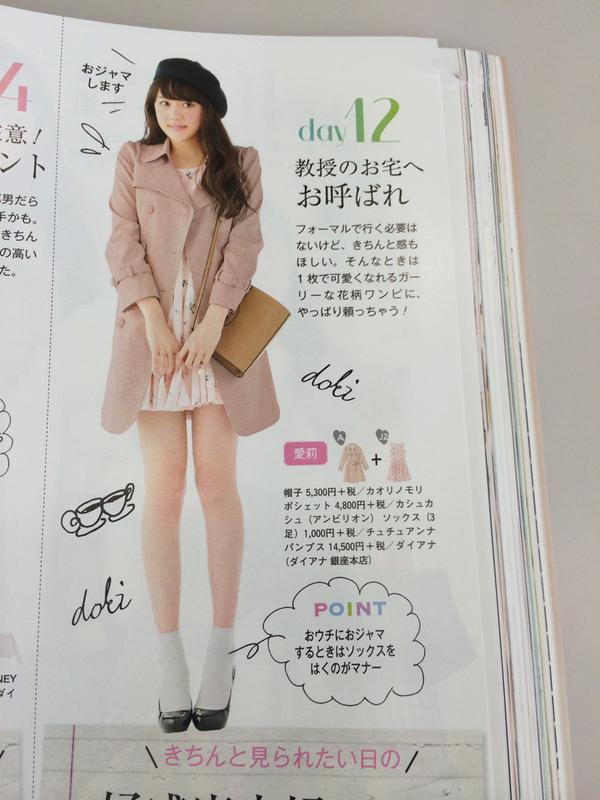 4
意！
ント
男だら
手かも。
きちん
の高い
た。
おジャマ
します
day12
教授のお宅へ
お呼ばれ
フォーマルで行く必要は
ないけど、きちんと感も
ほしい。そんなときは
1枚で可愛くなれるガー
リーな花柄ワンピに、
やっぱり頼っちゃう！
doki
愛莉
A
+
J2
帽子 5,300円＋税／カオリノモリ
ポシェット 4,800円＋税／カシュカ
シュ（アンビリオン） ソックス（3
足）1,000円＋税／チュチュアンナ
パンプス 14,500円＋税／ダイアナ
（ダイアナ 銀座本店）
doki
POINT
おウチにおジャマ
するときはソックスを
はくのがマナー
NEY
ダイ
\きちんと見られたい日の/